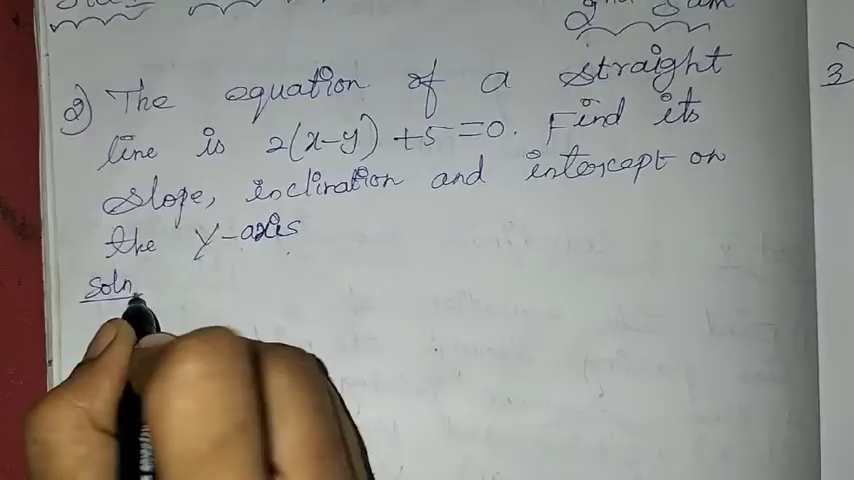 2) The equation of a straight
line is 2(x-y) +5=0. Find its
slope, inclination and intercept on
the Y-axis
Soln
3